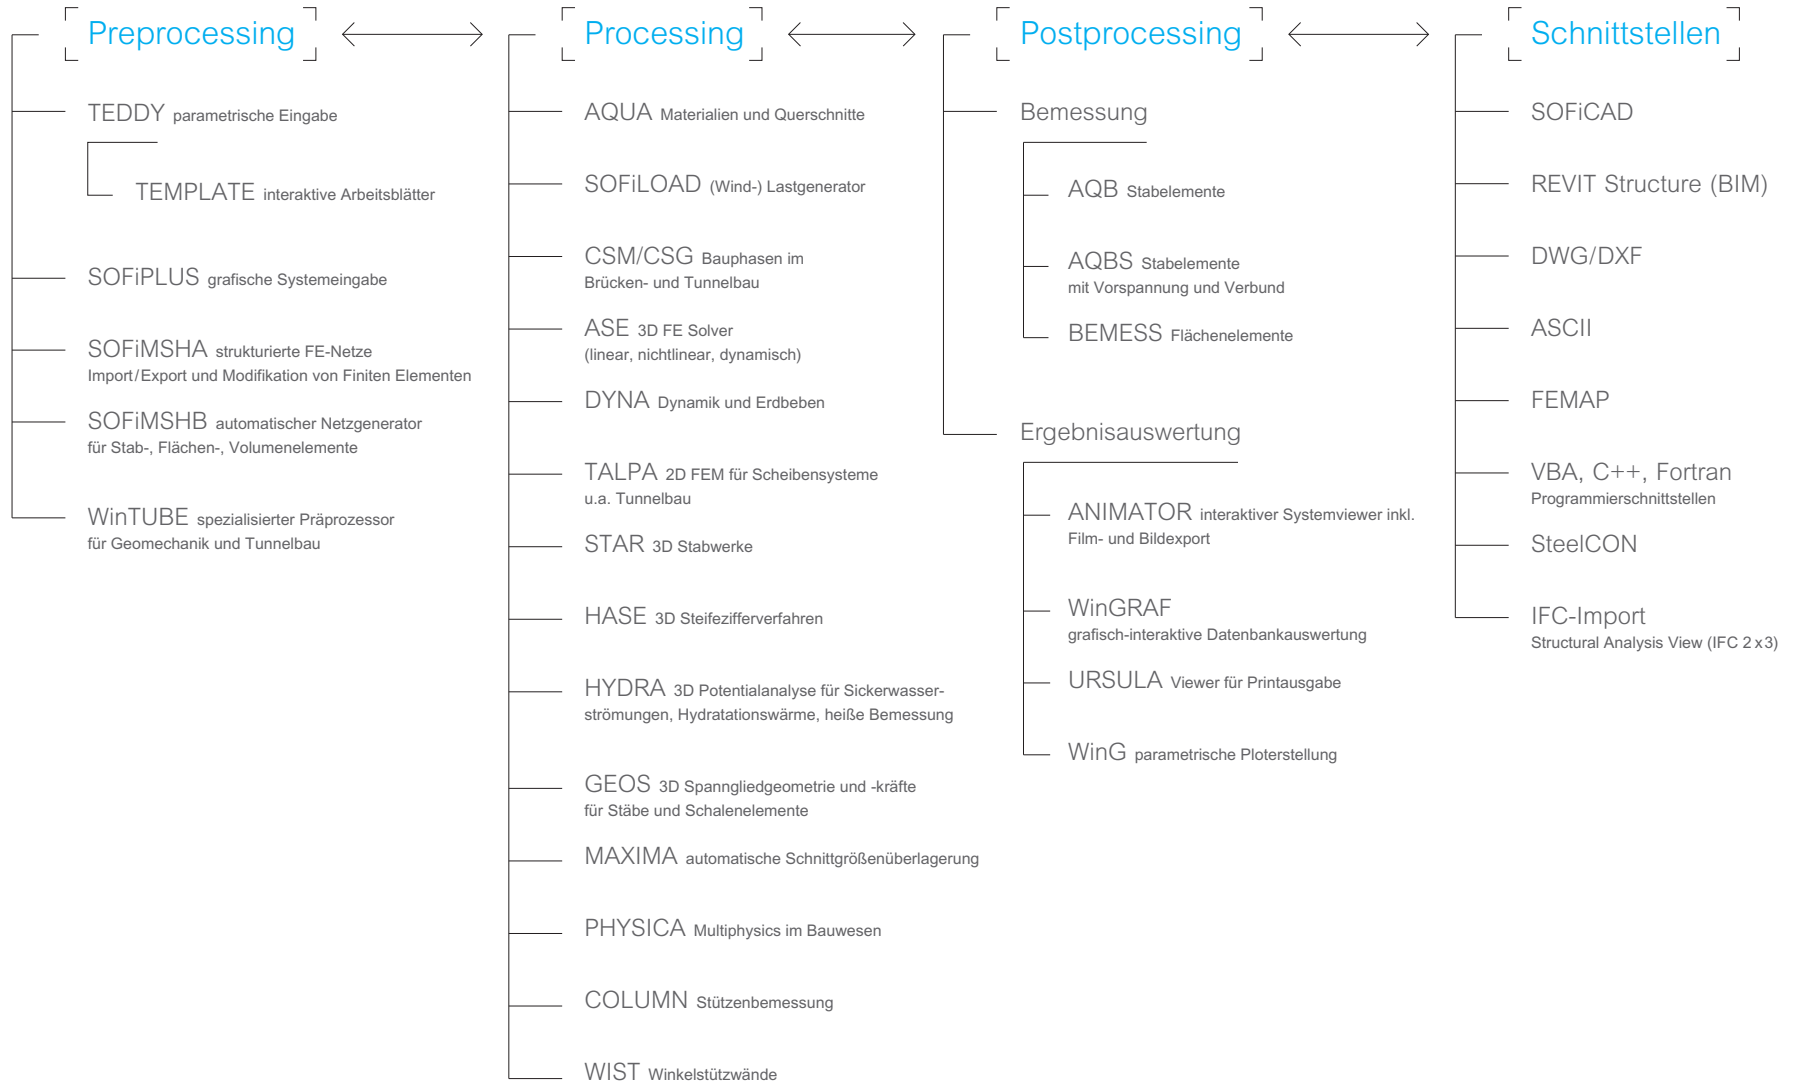 Preprocessing
TEDDY parametrische Eingabe
TEMPLATE interaktive Arbeitsblätter
SOFiPLUS grafische Systemeingabe
SOFiMSHA strukturierte FE-Netze
Import/Export und Modifikation von Finiten Elementen
SOFiMSHB automatischer Netzgenerator
für Stab-, Flächen-, Volumenelemente
WinTUBE spezialisierter Präprozessor
für Geomechanik und Tunnelbau
Processing
AQUA Materialien und Querschnitte
SOFiLOAD (Wind-) Lastgenerator
CSM/CSG Bauphasen im
Brücken- und Tunnelbau
ASE 3D FE Solver
(linear, nichtlinear, dynamisch)
DYNA Dynamik und Erdbeben
TALPA 2D FEM für Scheibensysteme
u.a. Tunnelbau
STAR 3D Stabwerke
HASE 3D Steifezifferverfahren
HYDRA 3D Potentialanalyse für Sickerwasser-
strömungen, Hydratationswärme, heiße Bemessung
GEOS 3D Spanngliedgeometrie und -kräfte
für Stäbe und Schalenelemente
MAXIMA automatische Schnittgrößenüberlagerung
PHYSICA Multiphysics im Bauwesen
COLUMN Stützenbemessung
WIST Winkelstützwände
Postprocessing
Bemessung
AQB Stabelemente
AQBS Stabelemente
mit Vorspannung und Verbund
BEMESS Flächenelemente
Ergebnisauswertung
ANIMATOR interaktiver Systemviewer inkl.
Film- und Bildexport
WinGRAF
grafisch-interaktive Datenbankauswertung
URSULA Viewer für Printausgabe
WinG parametrische Ploterstellung
Schnittstellen
SOFiCAD
REVIT Structure (BIM)
DWG/DXF
ASCII
FEMAP
VBA, C++, Fortran
Programmierschnittstellen
SteelCON
IFC-Import
Structural Analysis View (IFC 2x3)